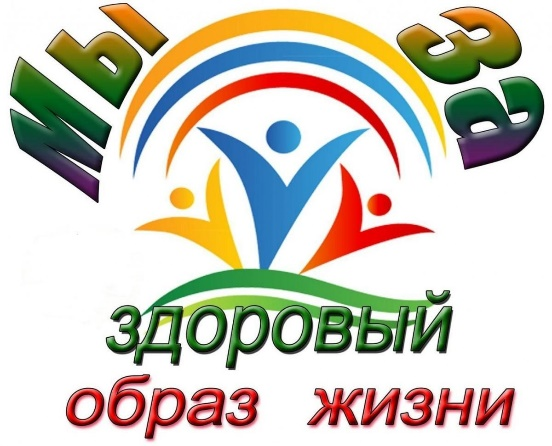 Мы За
здоровый
образ жизни